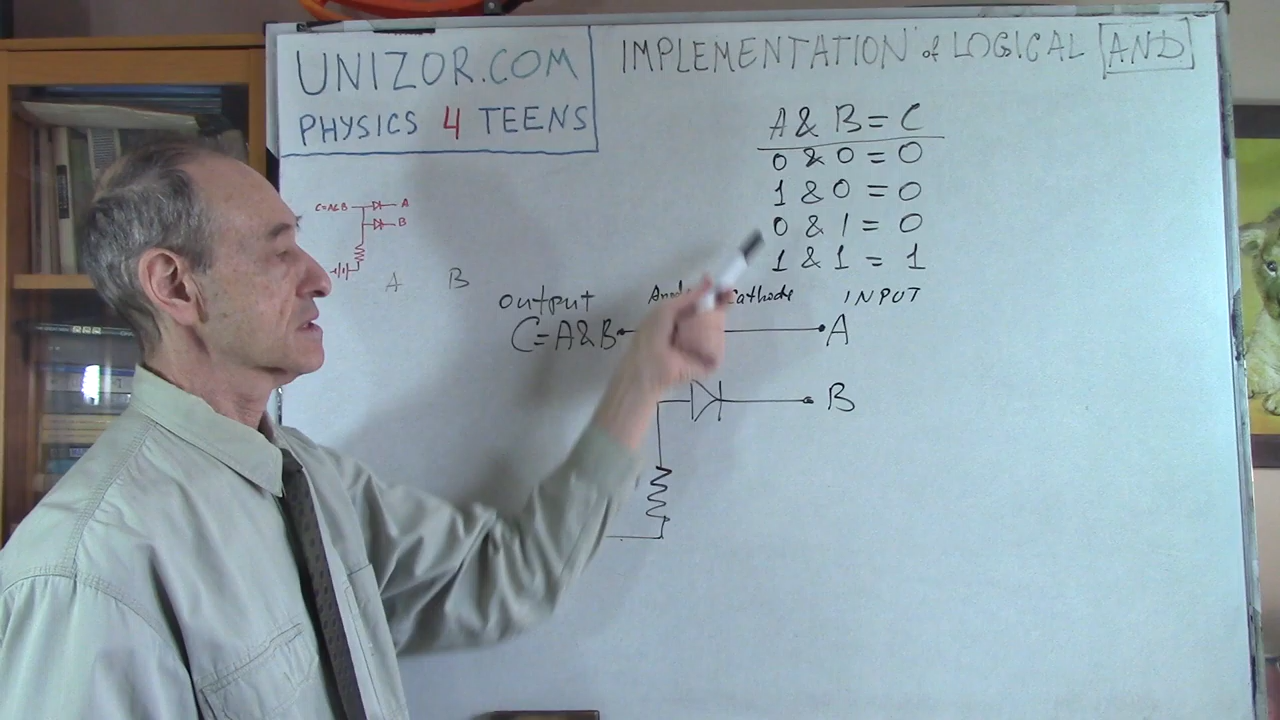 UNIZOR.COM
PHYSICS 4 TEENS
IMPLEMENTATION of LOGICAL AND
A & B = C
0 & 0 = 0
1 & 0 = 0
0 & 1 = 0
1 & 1 = 1
C=A&B A
B
A B
output Cathode INPUT
C=A&B A
B